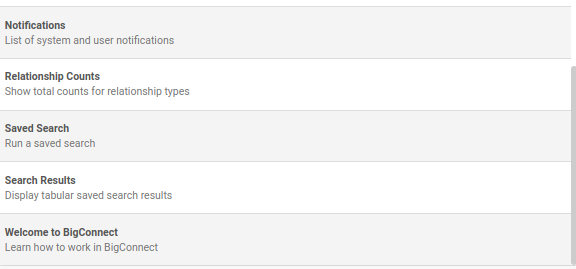 Notifications
List of system and user notifications
Relationship Counts
Show total counts for relationship types
Saved Search
Run a saved search
Search Results
Display tabular saved search results
Welcome to BigConnect
Learn how to work in BigConnect